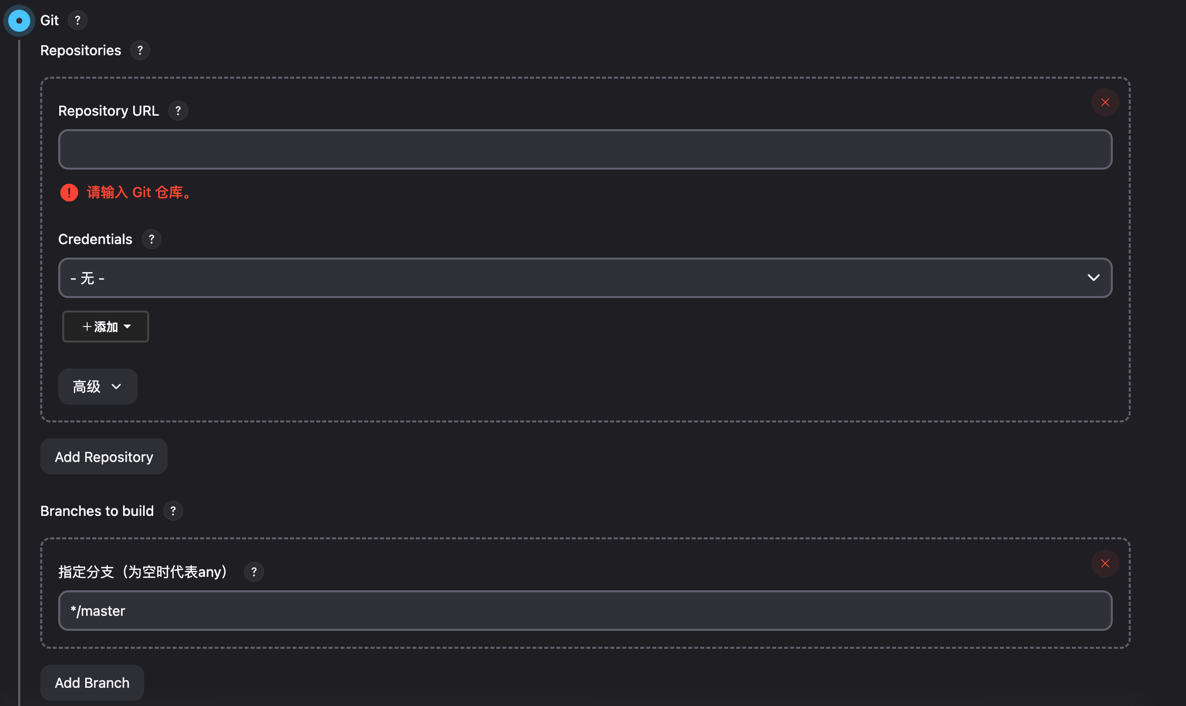 Git ?
Repositories ?
Repository URL ?
请输入 Git 仓库。
Credentials ?
- 无 -
+添加
高级
Add Repository
Branches to build ?
指定分支（为空时代表any） ?
*/master
Add Branch